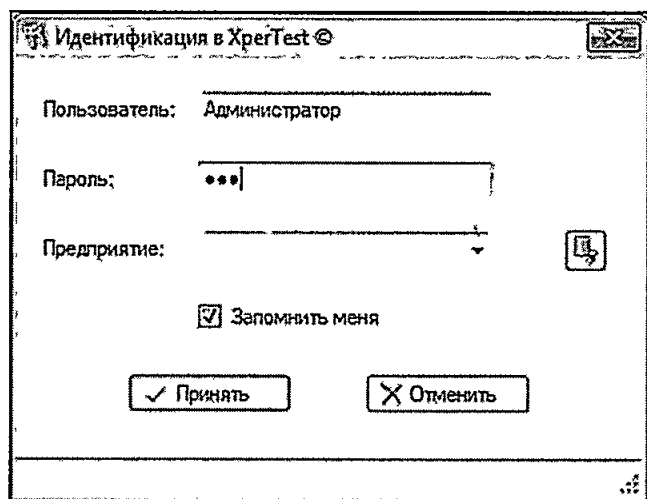 Идентификация в XperTest ©
Пользователь: Администратор
Пароль: •••
Предприятие:
Запомнить меня
Принять Отменить